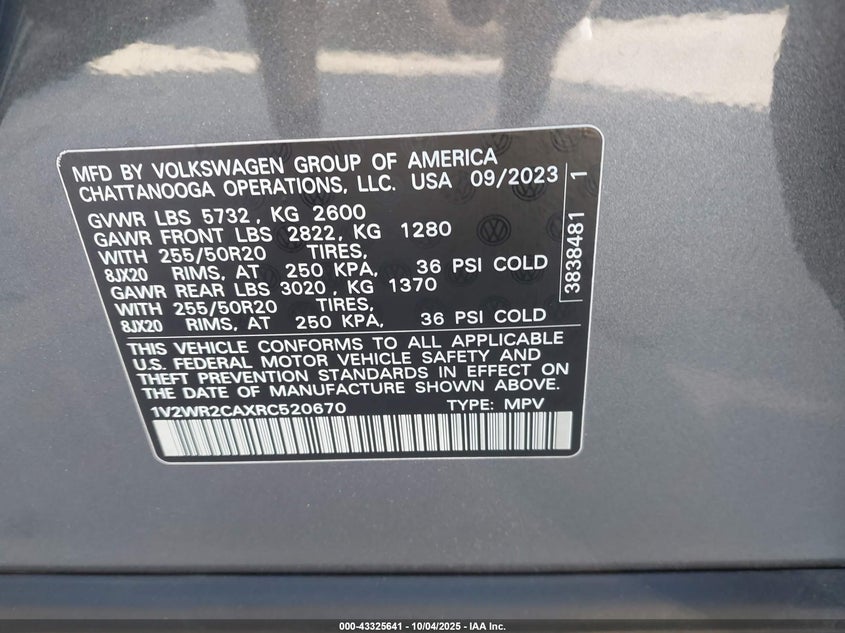 MFD BY VOLKSWAGEN GROUP OF AMERICA
CHATTANOOGA OPERATIONS, LLC. USA 09/2023
GVWR LBS 5732, KG 2600
GAWR FRONT LBS 2822, KG 1280
WITH 255/50R20 TIRES,
8JX20 RIMS, AT 250 KPA, 36 PSI COLD
GAWR REAR LBS 3020, KG 1370
WITH 255/50R20 TIRES,
8JX20 RIMS, AT 250 KPA, 36 PSI COLD
3838481 1
THIS VEHICLE CONFORMS TO ALL APPLICABLE
U.S. FEDERAL MOTOR VEHICLE SAFETY AND
THEFT PREVENTION STANDARDS IN EFFECT ON
THE DATE OF MANUFACTURE SHOWN ABOVE.
1V2WR2CAXRC520670 TYPE: MPV
000-43325641 - 10/04/2025 - IAA Inc.